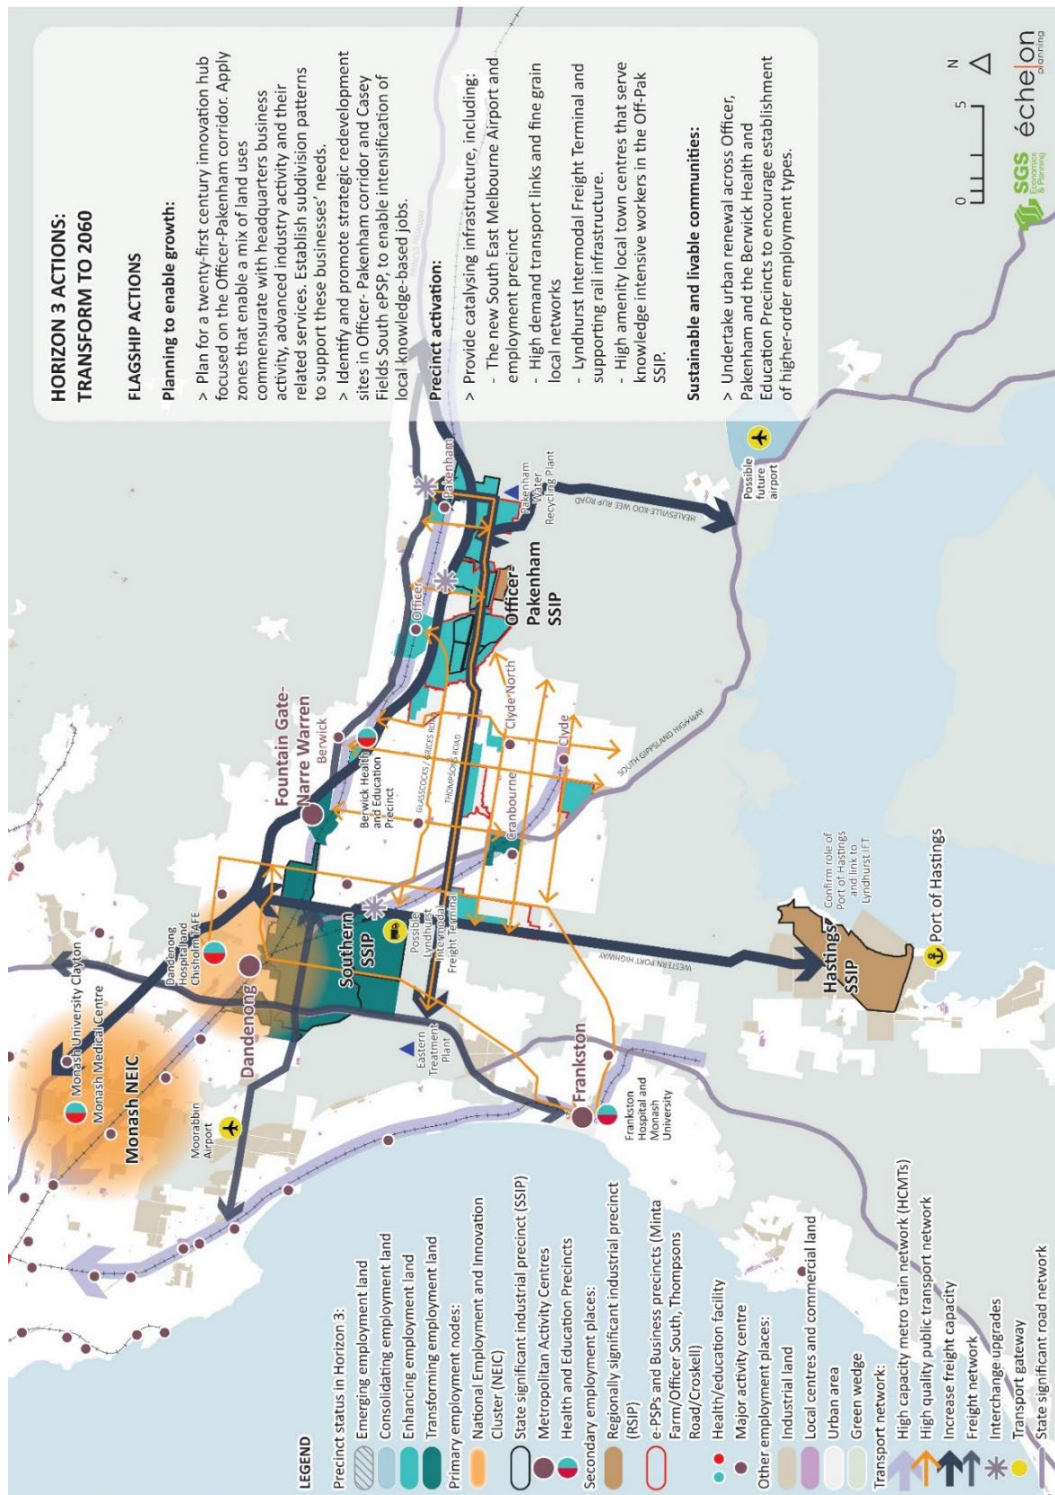 HORIZON 3 ACTIONS:
TRANSFORM TO 2060
FLAGSHIP ACTIONS
Planning to enable growth:
> Plan for a twenty-first century innovation hub
focused on the Officer-Pakenham corridor. Apply
zones that enable a mix of land uses
commensurate with headquarters business
activity, advanced industry activity and their
related services. Establish subdivision patterns
to support these businesses' needs.
> Identify and promote strategic redevelopment
sites in Officer- Pakenham corridor and Casey
Fields South ePSP, to enable intensification of
local knowledge-based jobs.
Precinct activation:
> Provide catalysing infrastructure, including:
- The new South East Melbourne Airport and
employment precinct
- High demand transport links and fine grain
local networks
- Lyndhurst Intermodal Freight Terminal and
supporting rail infrastructure.
- High amenity local town centres that serve
knowledge intensive workers in the Off-Pak
SSIP.
Sustainable and livable communities:
> Undertake urban renewal across Officer,
Pakenham and the Berwick Health and
Education Precincts to encourage establishment
of higher-order employment types.
0
5
N
SGS
Economics
& Planning
échelon
planning
Monash University Clayton
Monash Medical Centre
Monash NEIC
Moorabbin
Airport
Dandenong
Hospital and
Chisholm TAFE
Dandenong
Fountain Gate-
Narre Warren
Berwick
Berwick Health
and Education
Precinct
Officer
Pakenham
Pakenham
Water
Recycling Plant
Officer
Pakenham
SSIP
HEALESVILLE-KOO WEE RUP ROAD
Possible
future
airport
Southern
SSIP
Possible
Lyndhurst
Intermodal
Freight Terminal
GLASSCOCKS / GRICES ROAD
THOMPSONS ROAD
Clyde North
Clyde
Cranbourne
SOUTH GIPPSLAND HIGHWAY
WESTERN PORT HIGHWAY
Eastern
Treatment
Plant
Frankston
Frankston
Hospital and
Monash
University
Hastings
SSIP
Confirm role of
Port of Hastings
and link to
Lyndhurst IFT
Port of Hastings
LEGEND
Precinct status in Horizon 3:
Emerging employment land
Consolidating employment land
Enhancing employment land
Transforming employment land
Primary employment nodes:
National Employment and Innovation
Cluster (NEIC)
State significant industrial precinct (SSIP)
Metropolitan Activity Centres
Health and Education Precincts
Secondary employment places:
Regionally significant industrial precinct
(RSIP)
e-PSPs and Business precincts (Minta
Farm/Officer South, Thompsons
Road/Croskell)
Health/education facility
Major activity centre
Other employment places:
Industrial land
Local centres and commercial land
Urban area
Green wedge
Transport network:
High capacity metro train network (HCMTs)
High quality public transport network
Increase freight capacity
Freight network
Interchange upgrades
Transport gateway
State significant road network